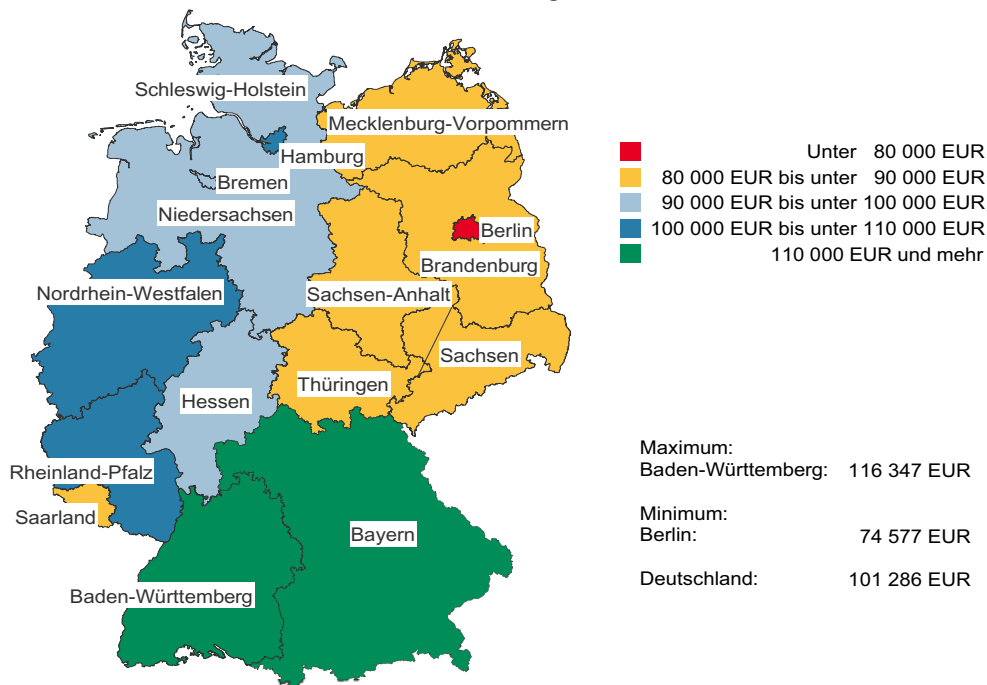 Schleswig-Holstein
Mecklenburg-Vorpommern
Hamburg
Bremen
Niedersachsen
Berlin
Brandenburg
Nordrhein-Westfalen
Sachsen-Anhalt
Sachsen
Thüringen
Hessen
Rheinland-Pfalz
Saarland
Bayern
Baden-Württemberg
Unter 80 000 EUR
80 000 EUR bis unter 90 000 EUR
90 000 EUR bis unter 100 000 EUR
100 000 EUR bis unter 110 000 EUR
110 000 EUR und mehr
Maximum:
Baden-Württemberg: 116 347 EUR
Minimum:
Berlin: 74 577 EUR
Deutschland: 101 286 EUR